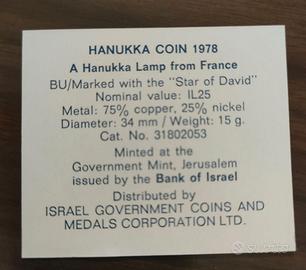 HANUKKA COIN 1978
A Hanukka Lamp from France
BU/Marked with the "Star of David"
Nominal value: IL25
Metal: 75% copper, 25% nickel
Diameter: 34 mm / Weight: 15 g.
Cat. No. 31802053
Minted at the
Government Mint, Jerusalem
issued by the Bank of Israel
Distributed by
ISRAEL GOVERNMENT COINS AND
MEDALS CORPORATION LTD.
subito